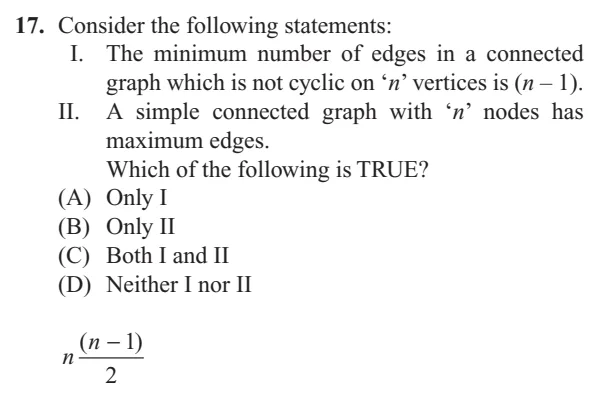 17. Consider the following statements:
I. The minimum number of edges in a connected
graph which is not cyclic on ‘n’ vertices is (n – 1).
II. A simple connected graph with ‘n’ nodes has
maximum edges.
Which of the following is TRUE?
(A) Only I
(B) Only II
(C) Both I and II
(D) Neither I nor II
n (n – 1)
2